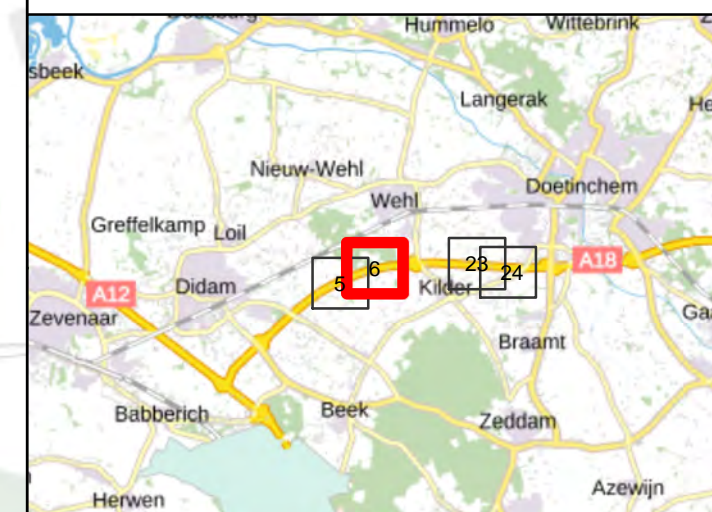 Hummelo
Wittebrink
sbeek
Langerak
He
Nieuw-Wehl
Doetinchem
Wehl
Greffelkamp
Loil
A18
23
6
24
5
Didam
Kilder
A12
Zevenaar
Ga
Braamt
Babberich
Beek
Zeddam
Azewijn
Herwen